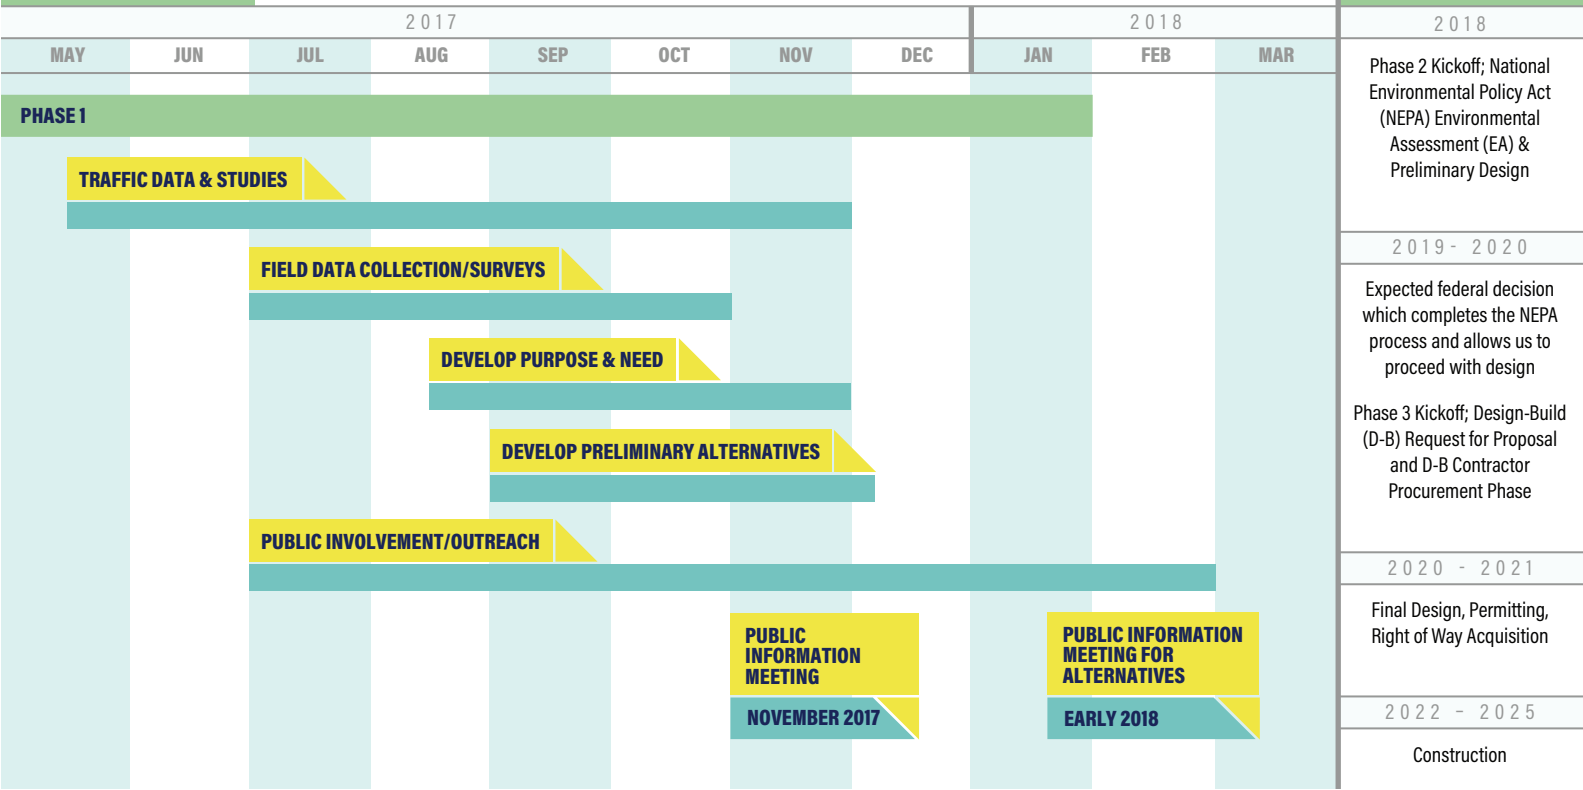 2017
2018
MAY
JUN
JUL
AUG
SEP
OCT
NOV
DEC
JAN
FEB
MAR
PHASE 1
TRAFFIC DATA & STUDIES
FIELD DATA COLLECTION/SURVEYS
DEVELOP PURPOSE & NEED
DEVELOP PRELIMINARY ALTERNATIVES
PUBLIC INVOLVEMENT/OUTREACH
PUBLIC
INFORMATION
MEETING
NOVEMBER 2017
PUBLIC INFORMATION
MEETING FOR
ALTERNATIVES
EARLY 2018
2018
Phase 2 Kickoff; National
Environmental Policy Act
(NEPA) Environmental
Assessment (EA) &
Preliminary Design
2019- 2020
Expected federal decision
which completes the NEPA
process and allows us to
proceed with design
Phase 3 Kickoff; Design-Build
(D-B) Request for Proposal
and D-B Contractor
Procurement Phase
2020 - 2021
Final Design, Permitting,
Right of Way Acquisition
2022 – 2025
Construction